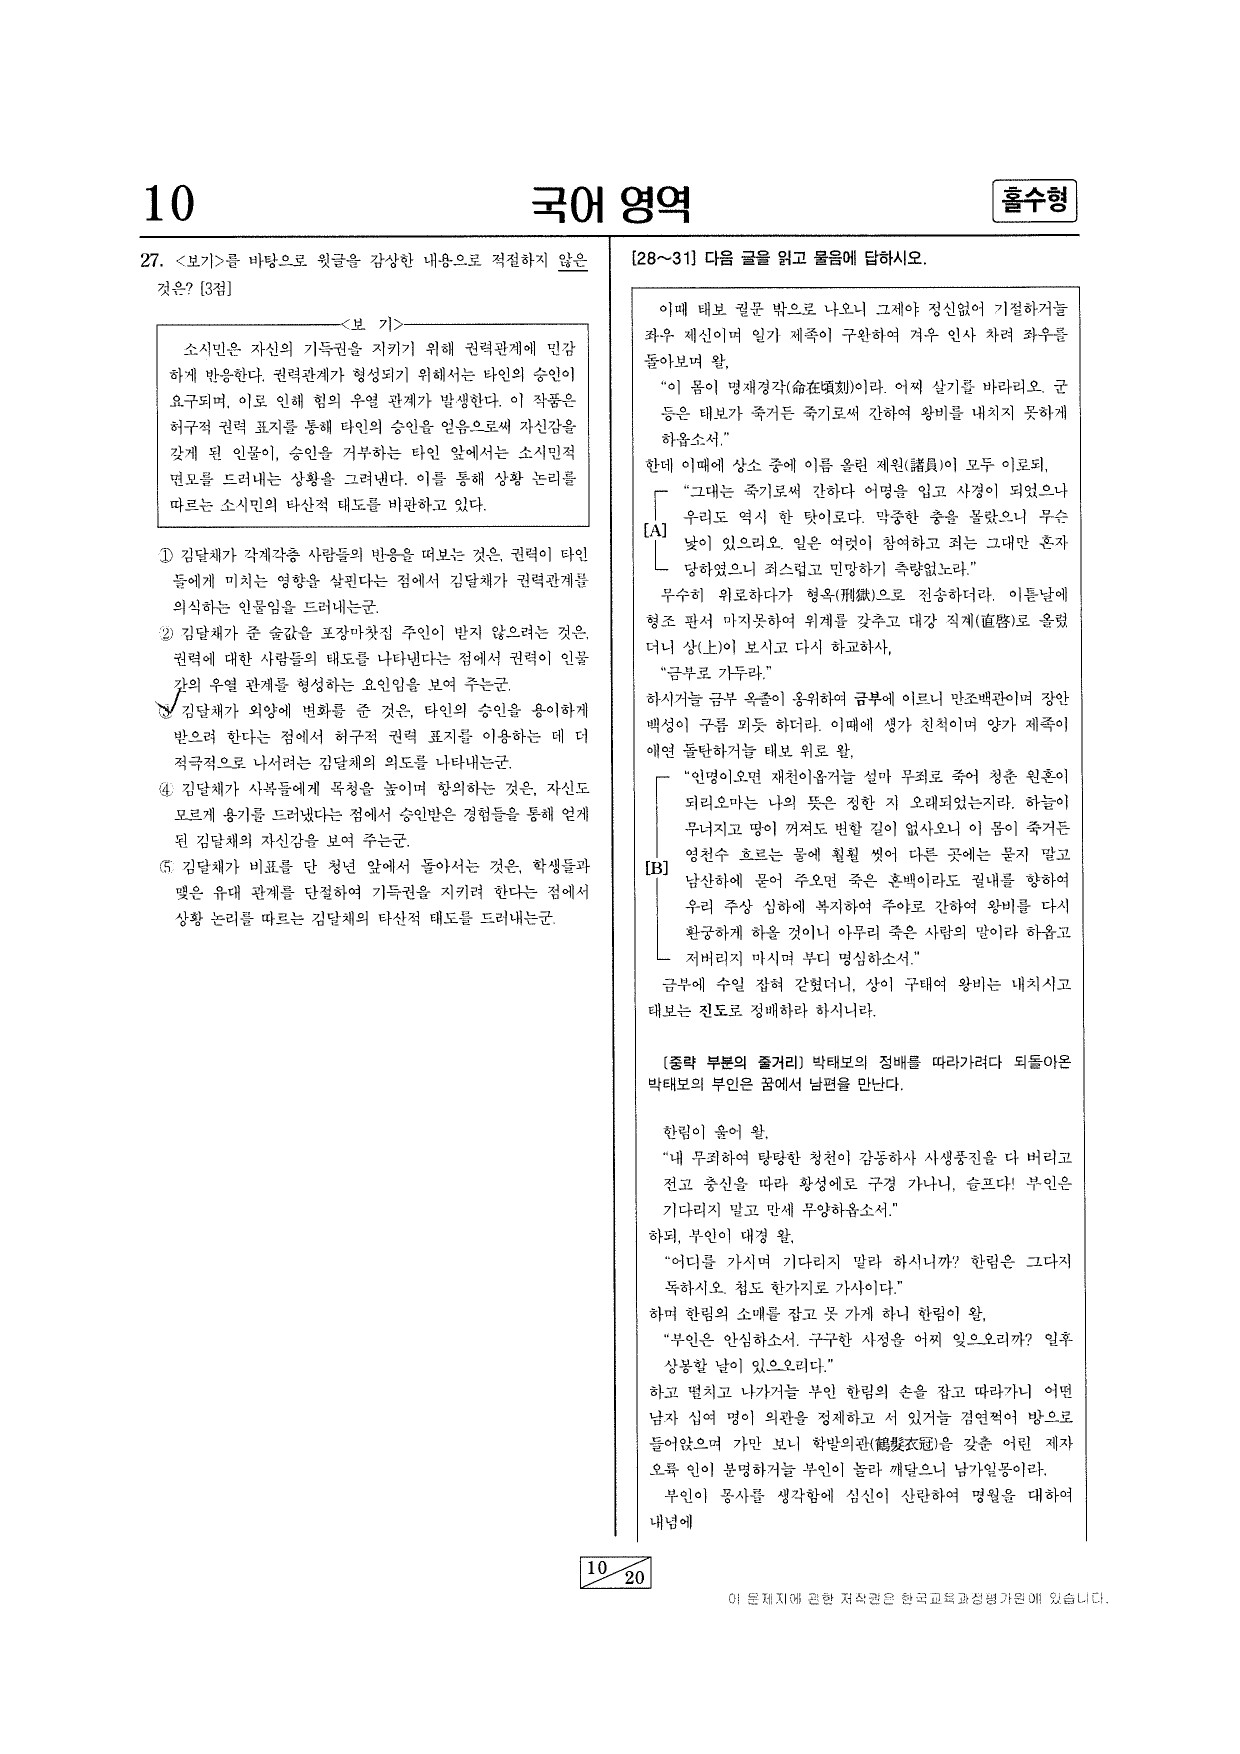 10
국어 영역
홀수형
27. <보기>를 바탕으로 윗글을 감상한 내용으로 적절하지 않은
것은? [3점]
<보 기>
소시민은 자신의 기득권을 지키기 위해 권력관계에 민감
하게 반응한다. 권력관계가 형성되기 위해서는 타인의 승인이
요구되며, 이로 인해 힘의 우열 관계가 발생한다. 이 작품은
허구적 권력 표지를 통해 타인의 승인을 얻음으로써 자신감을
갖게 된 인물이, 승인을 거부하는 타인 앞에서는 소시민적
면모를 드러내는 상황을 그려낸다. 이를 통해 상황 논리를
따르는 소시민의 타산적 태도를 비판하고 있다.
① 김달채가 각계각층 사람들의 반응을 떠보는 것은, 권력이 타인
들에게 미치는 영향을 살핀다는 점에서 김달채가 권력관계를
의식하는 인물임을 드러내는군.
② 김달채가 준 술값을 포장마찻집 주인이 받지 않으려는 것은,
권력에 대한 사람들의 태도를 나타낸다는 점에서 권력이 인물
간의 우열 관계를 형성하는 요인임을 보여 주는군.
③ 김달채가 외양에 변화를 준 것은, 타인의 승인을 용이하게
받으려 한다는 점에서 허구적 권력 표지를 이용하는 데 더
적극적으로 나서려는 김달채의 의도를 나타내는군.
④ 김달채가 사복들에게 목청을 높이며 항의하는 것은, 자신도
모르게 용기를 드러냈다는 점에서 승인받은 경험들을 통해 얻게
된 김달채의 자신감을 보여 주는군.
⑤ 김달채가 비표를 단 청년 앞에서 돌아서는 것은, 학생들과
맺은 유대 관계를 단절하여 기득권을 지키려 한다는 점에서
상황 논리를 따르는 김달채의 타산적 태도를 드러내는군.
[28~31] 다음 글을 읽고 물음에 답하시오.
이때 태보 궐문 밖으로 나오니 그제야 정신없어 기절하거늘
좌우 제신이며 일가 제족이 구완하여 겨우 인사 차려 좌우를
돌아보며 왈,
“이 몸이 명재경각(命在頃刻)이라. 어찌 살기를 바라리오. 군
등은 태보가 죽거든 죽기로써 간하여 왕비를 내치지 못하게
하옵소서.”
한데 이때에 상소 중에 이름 올린 제원(諸員)이 모두 이로되,
“그대는 죽기로써 간하다 어명을 입고 사경이 되었으나
우리도 역시 한 탓이로다. 막중한 충을 몰랐으니 무슨
[A]
낯이 있으리오. 일은 여럿이 참여하고 죄는 그대만 혼자
당하였으니 죄스럽고 민망하기 측량없노라.”
무수히 위로하다가 형옥(刑獄)으로 전송하더라. 이튿날에
형조 판서 마지못하여 위계를 갖추고 대강 직계(直啓)로 올렸
더니 상(上)이 보시고 다시 하교하사,
“금부로 가두라.”
하시거늘 금부 옥졸이 옹위하여 금부에 이르니 만조백관이며 장안
백성이 구름 뫼듯 하더라. 이때에 생가 친척이며 양가 제족이
애연 돌탄하거늘 태보 위로 왈,
“인명이오면 재천이옵거늘 설마 무죄로 죽어 청춘 원혼이
되리오마는 나의 뜻은 정한 지 오래되었는지라. 하늘이
무너지고 땅이 꺼져도 변할 길이 없사오니 이 몸이 죽거든
영천수 흐르는 물에 훨훨 씻어 다른 곳에는 묻지 말고
[B]
남산하에 묻어 주오면 죽은 혼백이라도 궐내를 향하여
우리 주상 심하에 복지하여 주야로 간하여 왕비를 다시
환궁하게 하올 것이니 아무리 죽은 사람의 말이라 하옵고
저버리지 마시며 부디 명심하소서.”
금부에 수일 잡혀 갇혔더니, 상이 구태여 왕비는 내치시고
태보는 진도로 정배하라 하시니라.
[중략 부분의 줄거리] 박태보의 정배를 따라가려다 되돌아온
박태보의 부인은 꿈에서 남편을 만난다.
한림이 울어 왈,
“내 무죄하여 탕탕한 청천이 감동하사 사생풍진을 다 버리고
전고 충신을 따라 황성에로 구경 가나니, 슬프다! 부인은
기다리지 말고 만세 무양하옵소서.”
하되, 부인이 대경 왈,
“어디를 가시며 기다리지 말라 하시니까? 한림은 그다지
독하시오. 첩도 한가지로 가사이다.”
하며 한림의 소매를 잡고 못 가게 하니 한림이 왈,
“부인은 안심하소서. 구구한 사정을 어찌 잊으오리까? 일후
상봉할 날이 있으오리다.”
하고 떨치고 나가거늘 부인 한림의 손을 잡고 따라가니 어떤
남자 십여 명이 의관을 정제하고 서 있거늘 겸연쩍어 방으로
들어앉으며 가만 보니 학발의관(鶴髮衣冠)을 갖춘 어린 제자
오륙 인이 분명하거늘 부인이 놀라 깨달으니 남가일몽이라.
부인이 몽사를 생각함에 심신이 산란하여 명월을 대하여
내념에
10
20
이 문제지에 관한 저작권은 한국교육과정평가원에 있습니다.